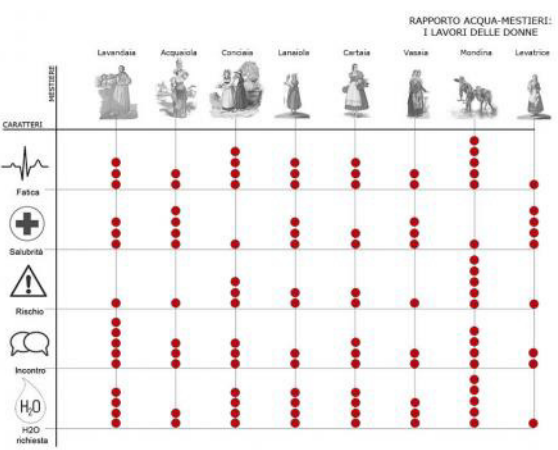 RAPPORTO ACQUA-MESTIERI:
I LAVORI DELLE DONNE
Lavandaia Acquaiola Conciaia Lanaiole Cartaia Vassia Mondina Levatrice
MESTIERE
CARATTERI
Fatica
Salubrità
Rischio
Incontro
H₂O
H2O
richiesta